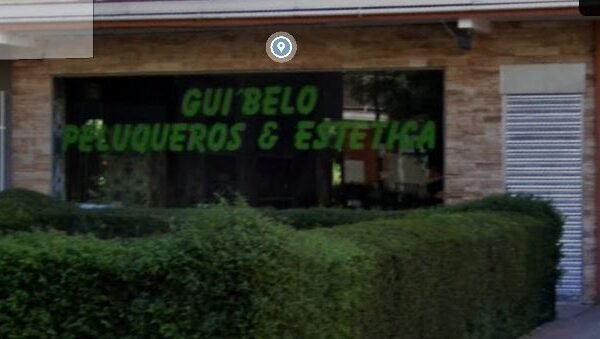 GUI'BELO
PELUQUEROS & ESTETICA